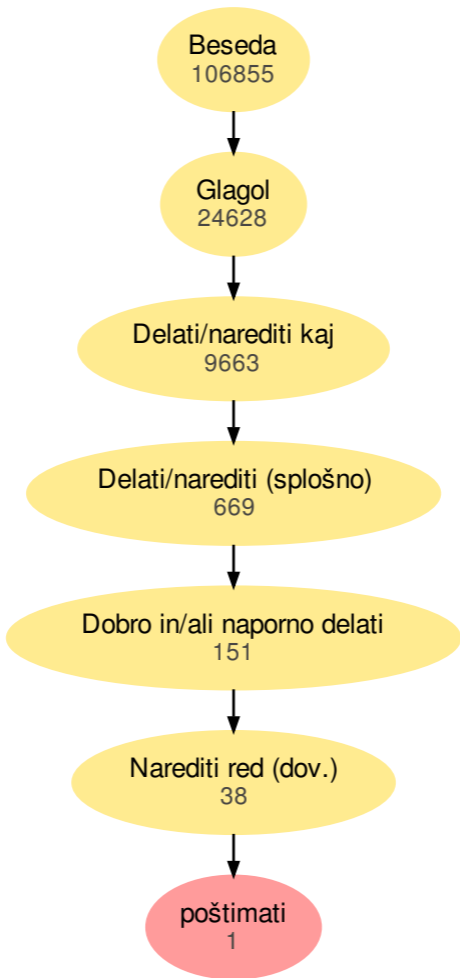 Beseda
106855
Glagol
24628
Delati/narediti kaj
9663
Delati/narediti (splošno)
669
Dobro in/ali naporno delati
151
Narediti red (dov.)
38
poštimati
1